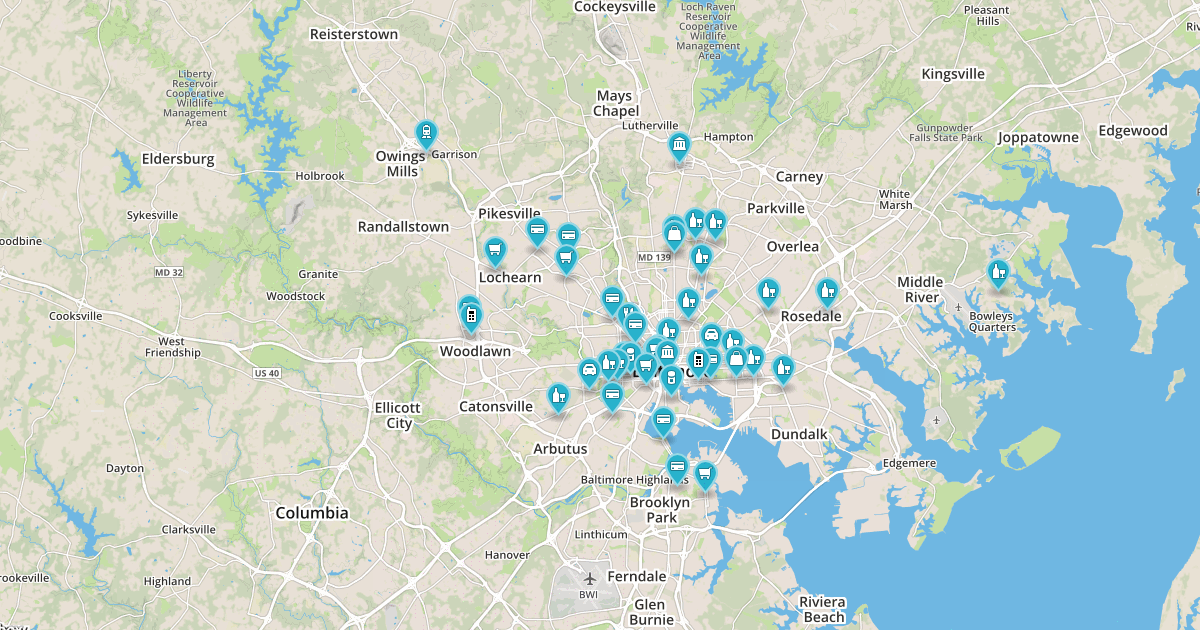 Cockeysville
Reisterstown
Loch Raven
Reservoir
Cooperative
Wildlife
Management
Area
Pleasant
Hills
Liberty
Reservoir
Cooperative
Wildlife
Management
Area
Kingsville
Mays
Chapel
Lutherville
Hampton
Gunpowder
Falls State Park
Joppatowne
Edgewood
Eldersburg
Owings
Mills
Garrison
Holbrook
Carney
White
Marsh
Sykesville
Randallstown
Pikesville
Parkville
Overlea
oodbine
MD 32
Granite
Lochearn
MD 139
Woodstock
Middle
River
Cooksville
Rosedale
Bowleys
Quarters
West
Friendship
Woodlawn
US 40
Ellicott
City
Catonsville
Dundalk
Arbutus
Dayton
Edgemere
Baltimore Highlands
Columbia
Brooklyn
Park
Clarksville
Linthicum
Hanover
Highland
rookeville
Ferndale
BWI
Glen
Burnie
Riviera
Beach